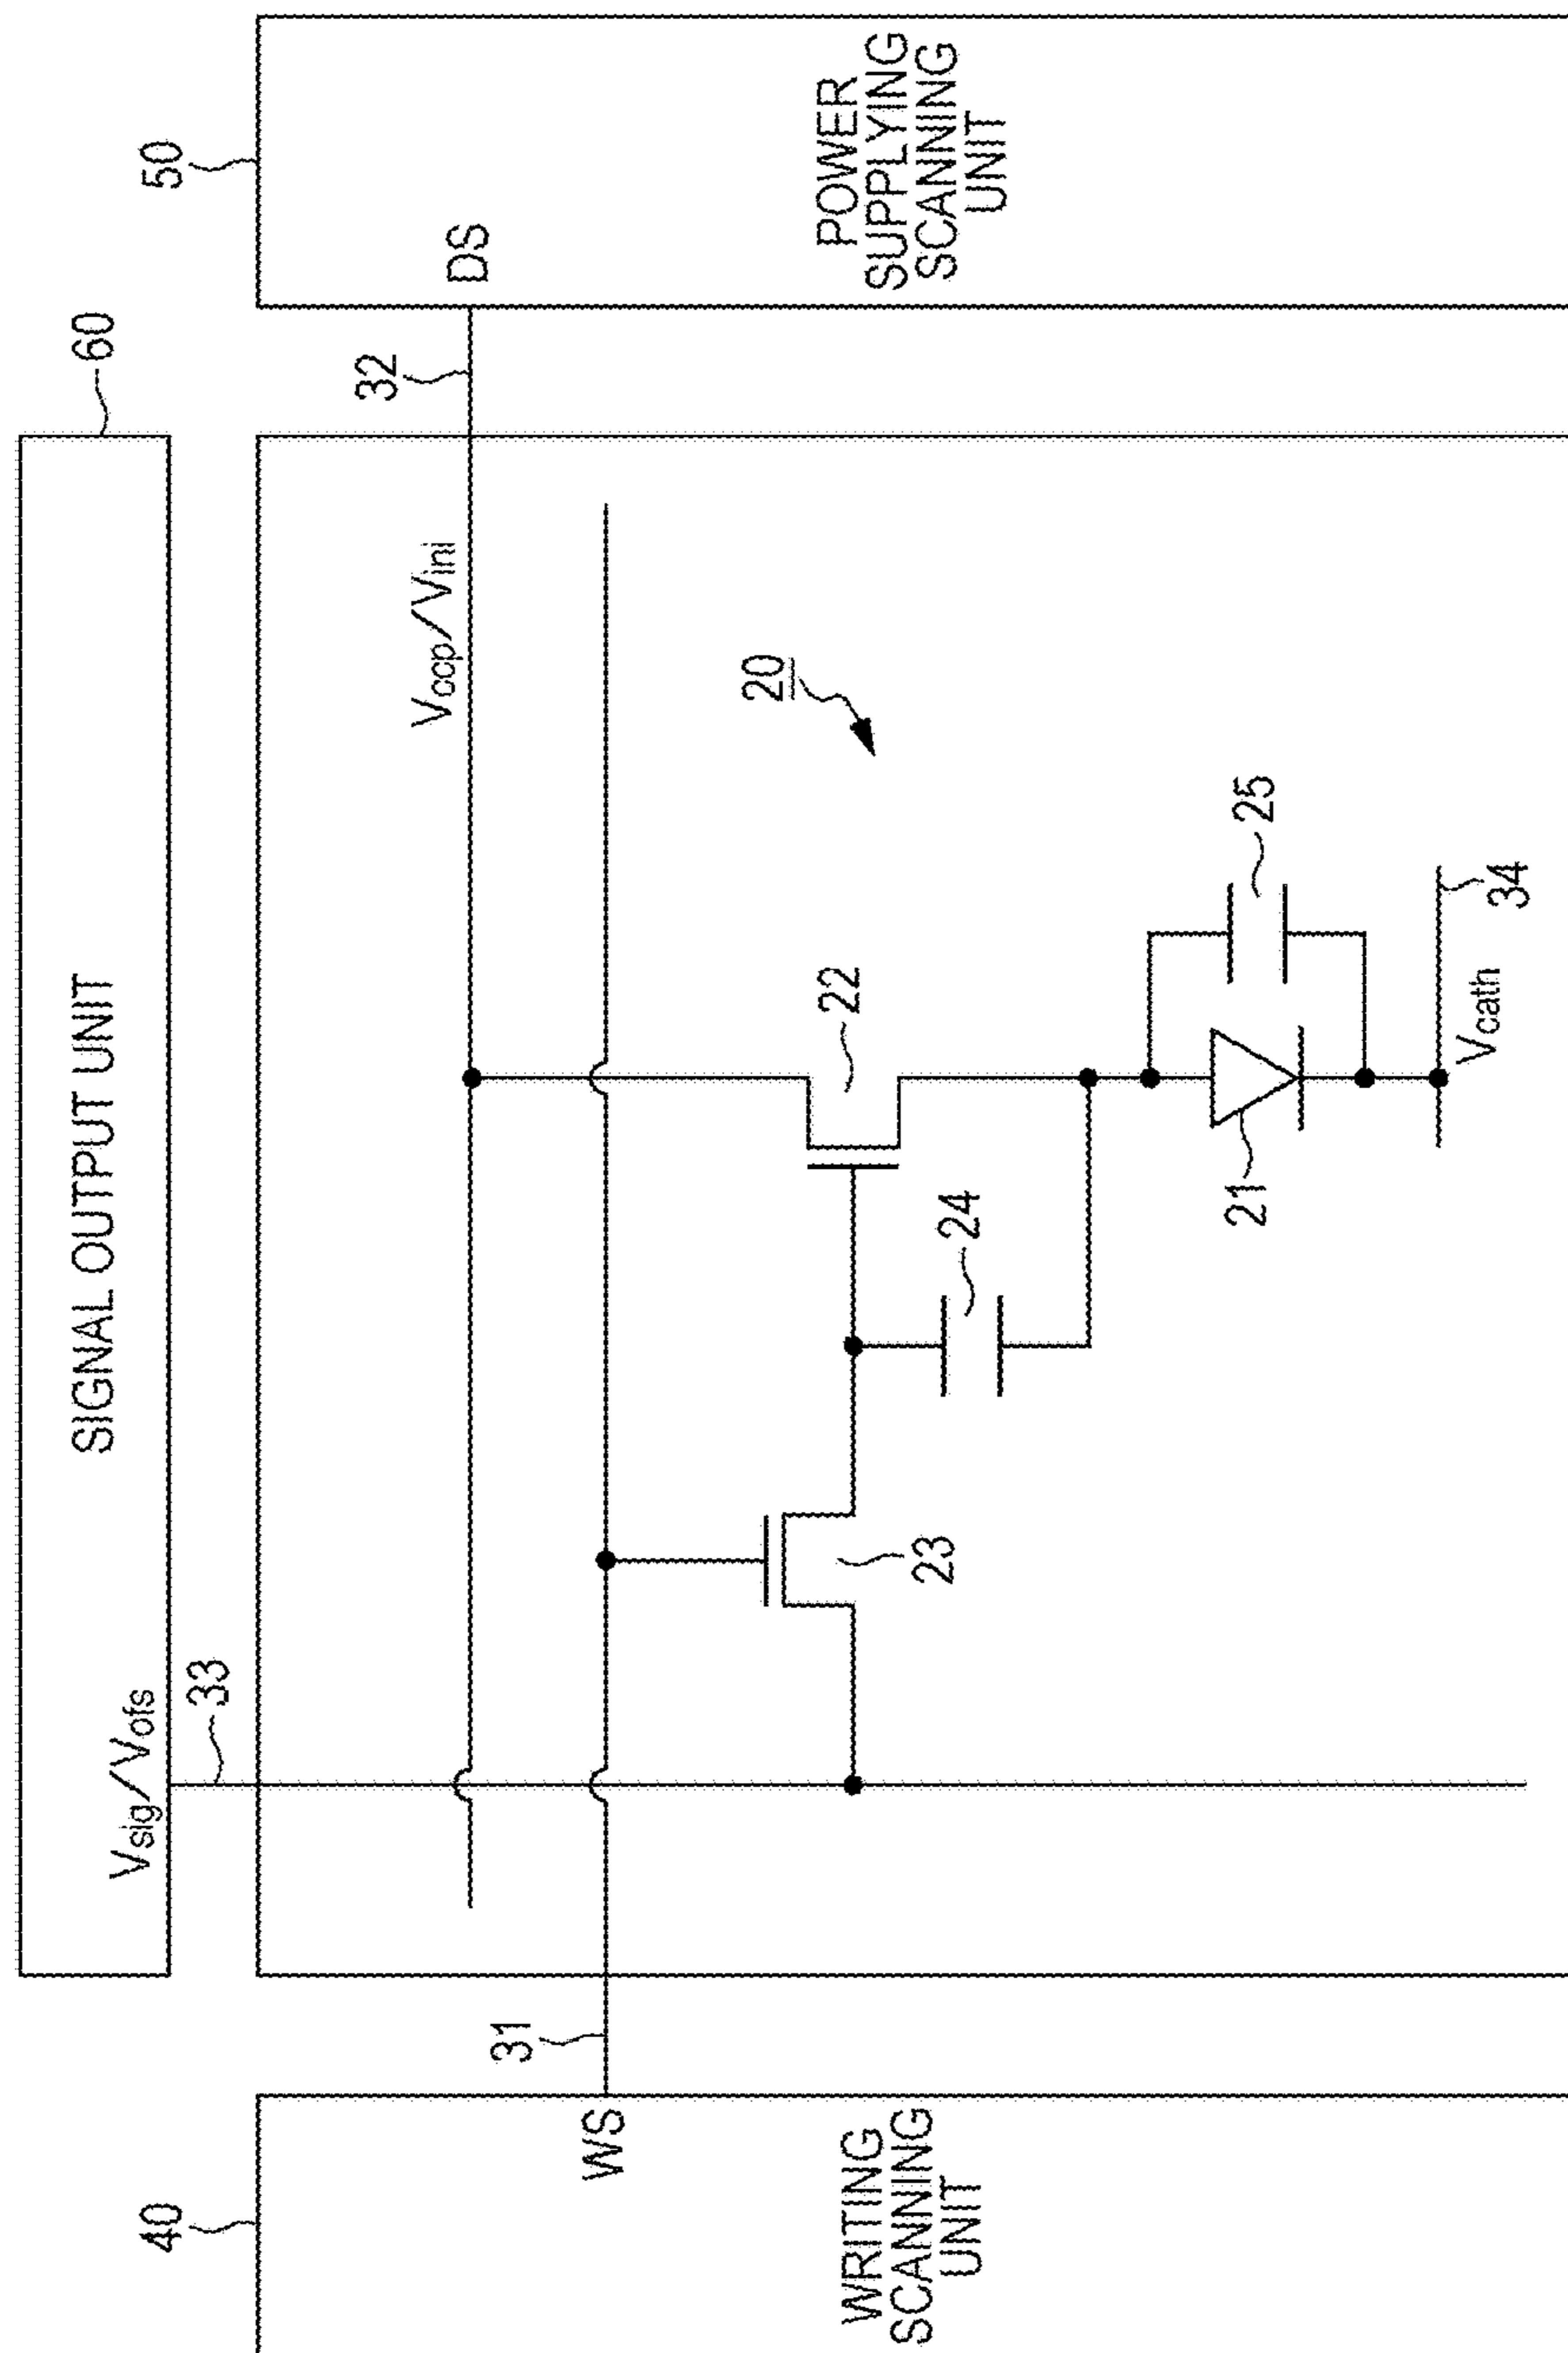 60
SIGNAL OUTPUT UNIT
Vsig/Vofs
33
40
WRITING
SCANNING
UNIT
WS
31
50
POWER
SUPPLYING
SCANNING
UNIT
DS
32
Vccp/Vini
20
22
23
24
25
21
34
Vcath